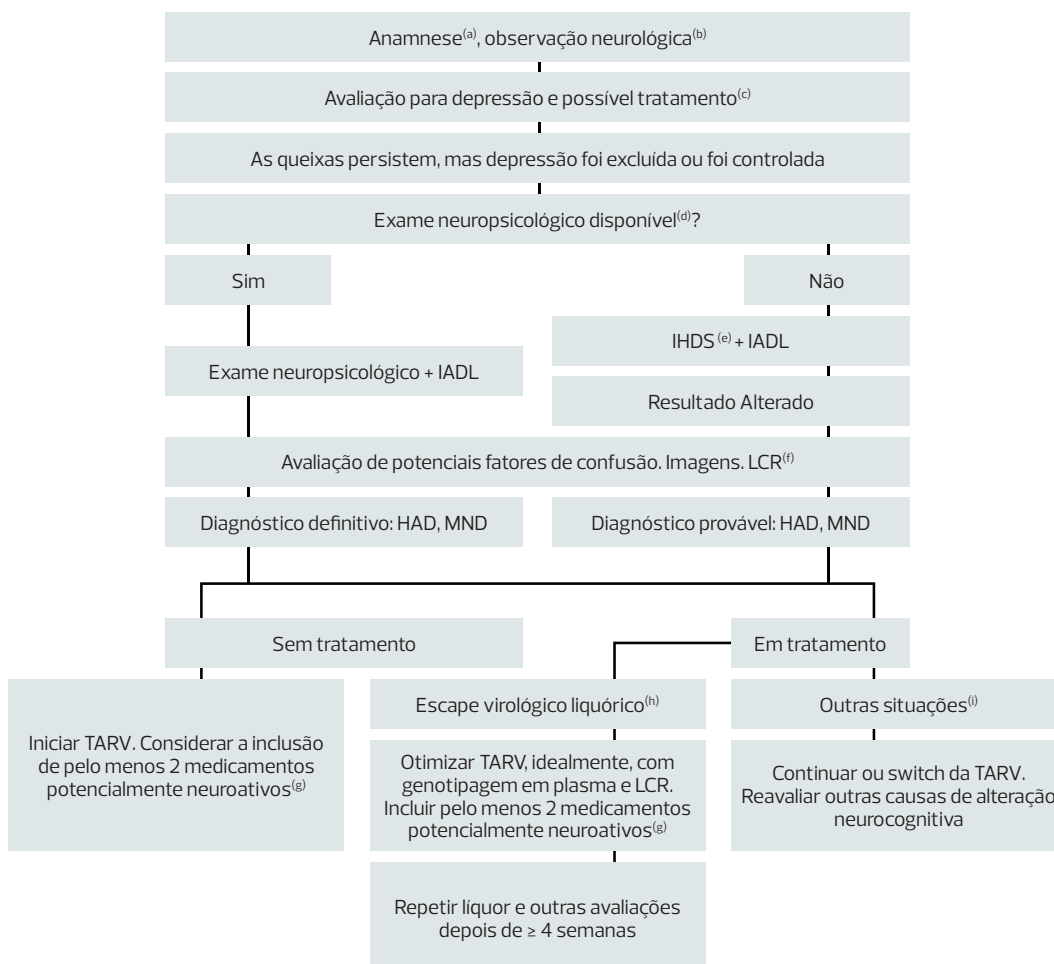 Anamnese(a), observação neurológica(b)
Avaliação para depressão e possível tratamento(c)
As queixas persistem, mas depressão foi excluída ou foi controlada
Exame neuropsicológico disponível(d)?
Sim
Não
Exame neuropsicológico + IADL
IHDS (e) + IADL
Resultado Alterado
Avaliação de potenciais fatores de confusão. Imagens. LCR(f)
Diagnóstico definitivo: HAD, MND
Diagnóstico provável: HAD, MND
Sem tratamento
Em tratamento
Iniciar TARV. Considerar a inclusão
de pelo menos 2 medicamentos
potencialmente neuroativos(g)
Escape virológico liquórico(h)
Otimizar TARV, idealmente, com
genotipagem em plasma e LCR.
Incluir pelo menos 2 medicamentos
potencialmente neuroativos(g)
Repetir líquor e outras avaliações
depois de ≥ 4 semanas
Outras situações(i)
Continuar ou switch da TARV.
Reavaliar outras causas de alteração
neurocognitiva